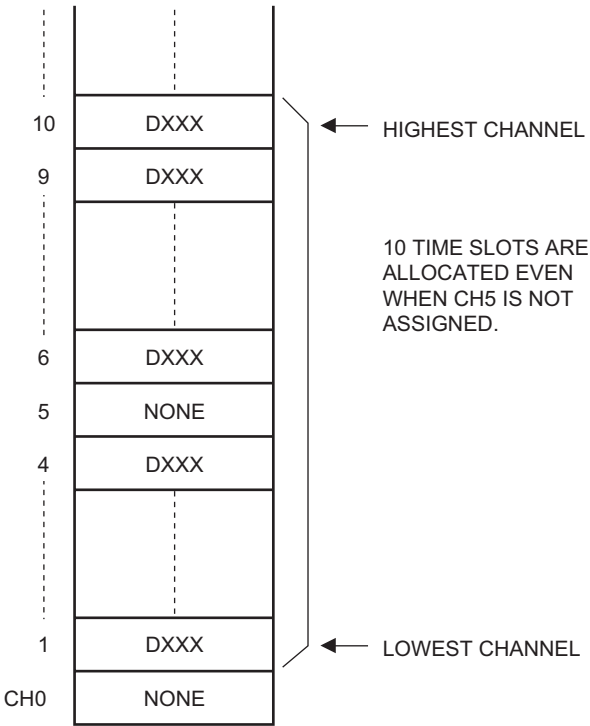 10 DXXX HIGHEST CHANNEL
9 DXXX
10 TIME SLOTS ARE
ALLOCATED EVEN
WHEN CH5 IS NOT
ASSIGNED.
6 DXXX
5 NONE
4 DXXX
1 DXXX LOWEST CHANNEL
CH0 NONE